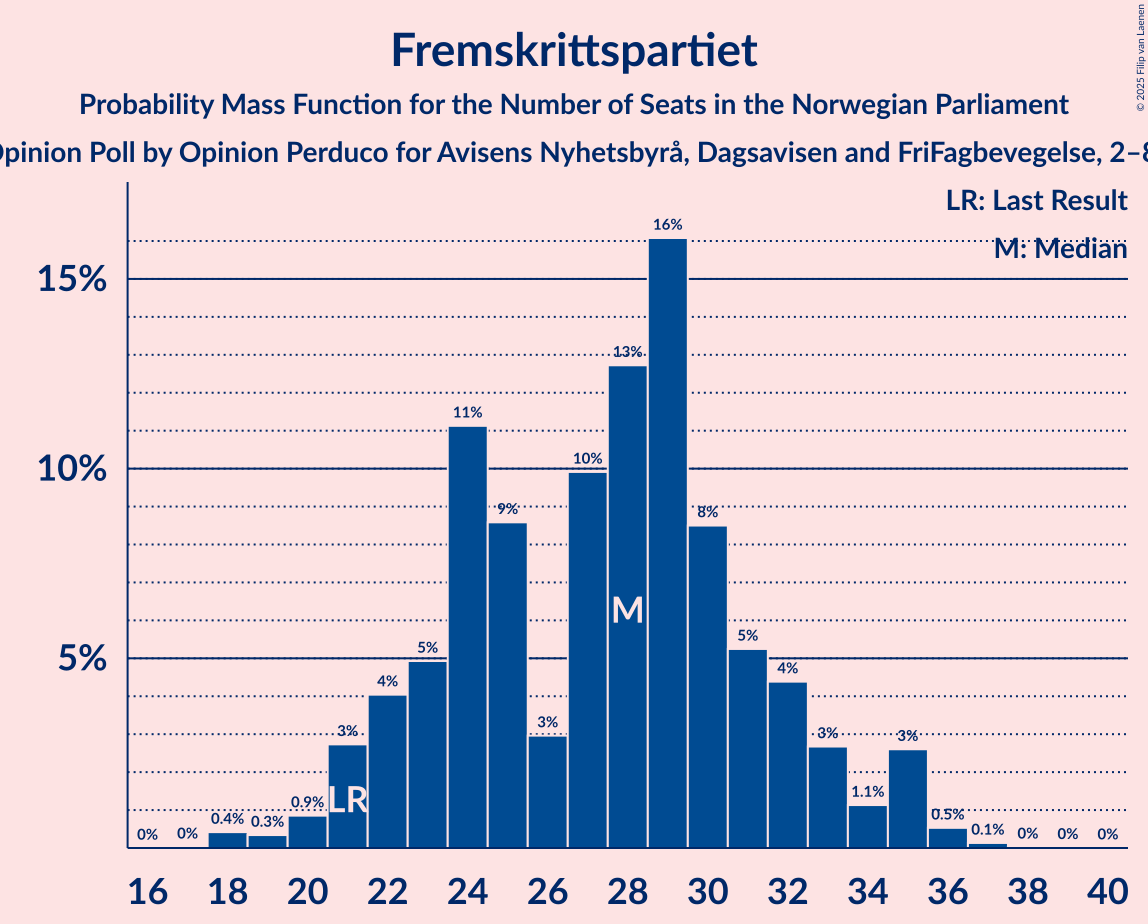 Fremskrittspartiet
Probability Mass Function for the Number of Seats in the Norwegian Parliament
Opinion Poll by Opinion Perduco for Avisens Nyhetsbyrå, Dagsavisen and FriFagbevegelse, 2–8
© 2025 Filip van Laenen
LR: Last Result
M: Median
15%
10%
5%
0% 0% 0.4% 0.3% 0.9% 3% 4% 5% 11% 9% 3% 10% 13% 16% 8% 5% 4% 3% 1.1% 3% 0.5% 0.1% 0% 0% 0%
LR
M
16 18 20 22 24 26 28 30 32 34 36 38 40